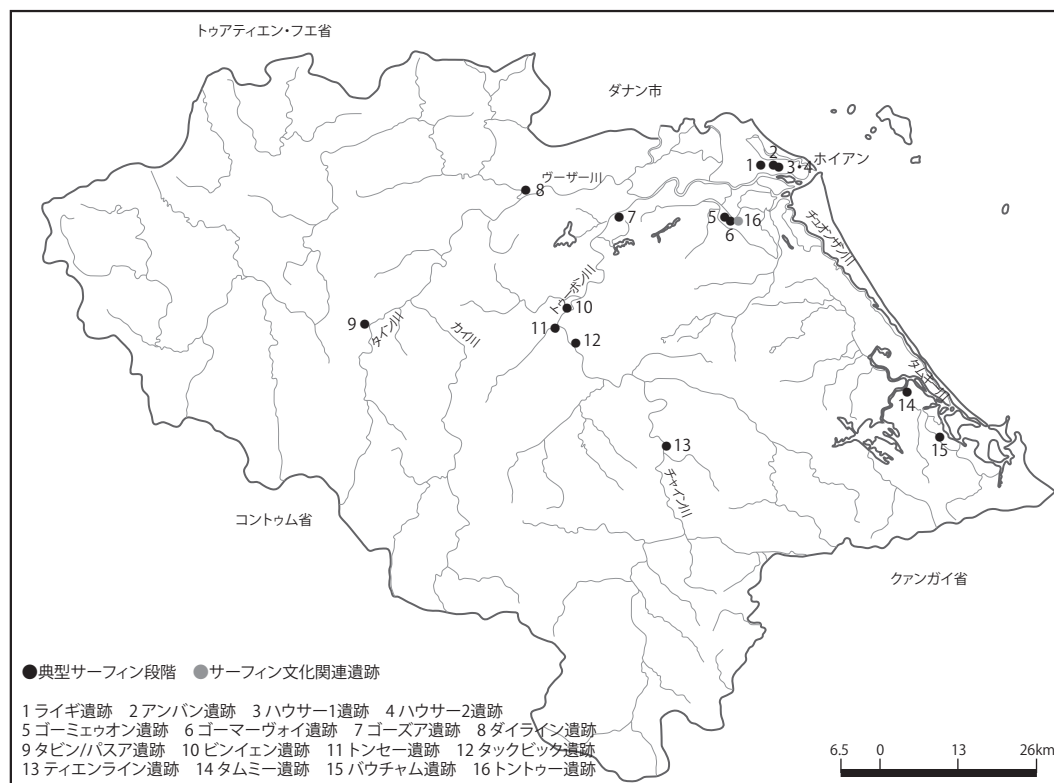 トゥアティエン・フエ省
ダナン市
ホイアン
1
2
3・4
ヴーザー川
8
7
5
6
16
チュオンザン川
トゥーボン川
10
11
12
9
タイン川
カイ川
14
15
13
チャイン川
コントゥム省
クァンガイ省
●典型サーフィン段階 ●サーフィン文化関連遺跡
1 ライギ遺跡 2 アンバン遺跡 3 ハウサー1遺跡 4 ハウサー2遺跡
5 ゴーミェウオン遺跡 6 ゴーマーヴォイ遺跡 7 ゴーズア遺跡 8 ダイライン遺跡
9 タビン/パスア遺跡 10 ビンイェン遺跡 11 トンセー遺跡 12 タックビック遺跡
13 ティエンライン遺跡 14 タムミー遺跡 15 バウチャム遺跡 16 トントゥー遺跡
6.5 0 13 26km